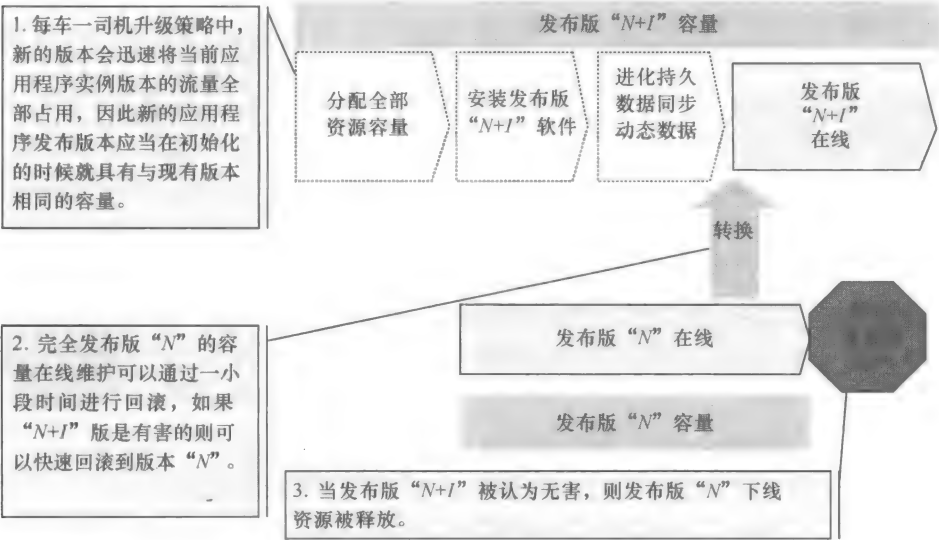 1. 每车一司机升级策略中，
新的版本会迅速将当前应
用程序实例版本的流量全
部占用，因此新的应用程
序发布版本应当在初始化
的时候就具有与现有版本
相同的容量。
发布版“N+I”容量
分配全部
资源容量
安装发布版
“N+I”软件
进化持久
数据同步
动态数据
发布版
“N+I”
在线
转换
2. 完全发布版“N”的容
量在线维护可以通过一小
段时间进行回滚，如果
“N+I”版是有害的则可
以快速回滚到版本“N”。
发布版“N”在线
发布版“N”容量
3. 当发布版“N+I”被认为无害，则发布版“N”下线
资源被释放。